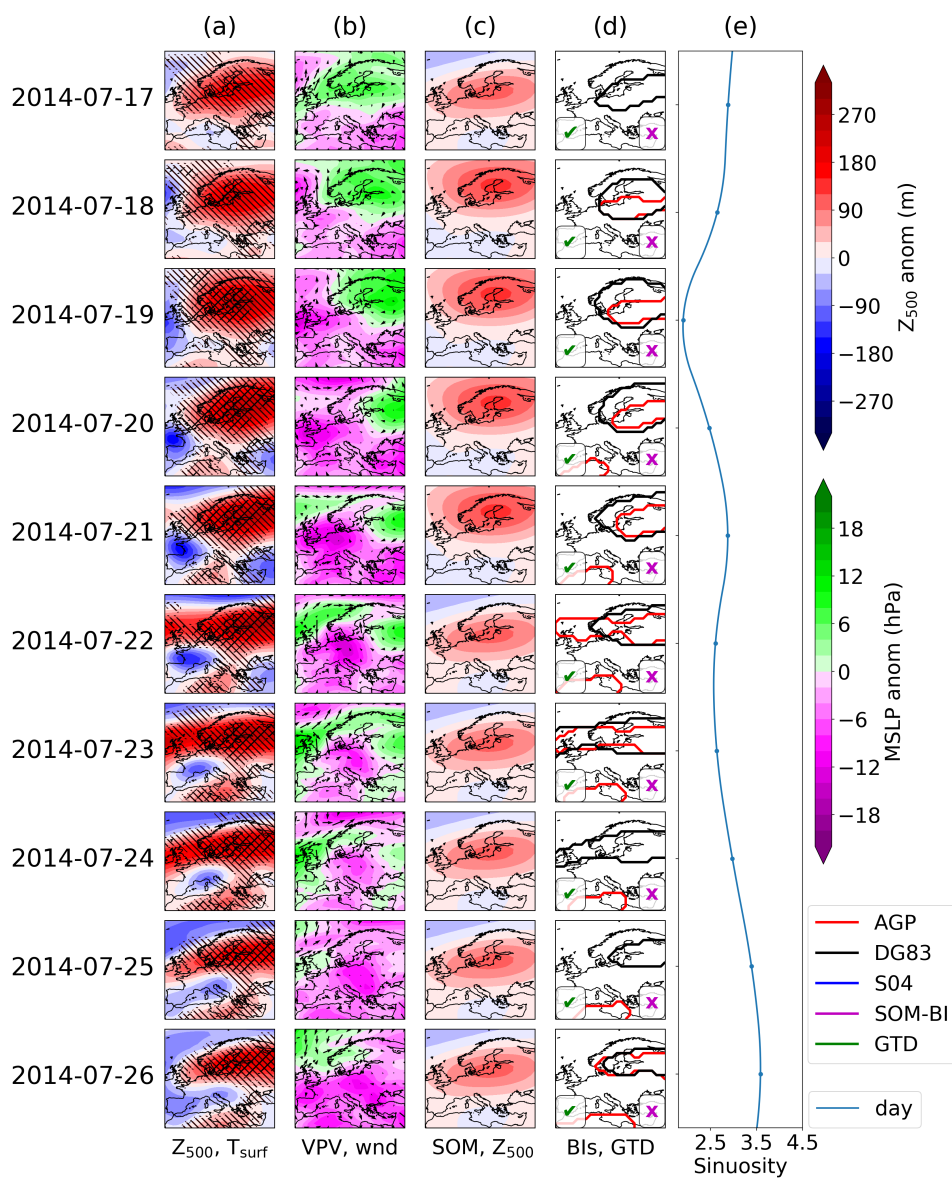 (a) (b) (c) (d) (e)
2014-07-17
2014-07-18
2014-07-19
2014-07-20
2014-07-21
2014-07-22
2014-07-23
2014-07-24
2014-07-25
2014-07-26
✔ x
✔ x
✔ x
✔ x
✔ x
✔ x
✔ x
✔ x
✔ x
✔ x
Z500, Tsurf
VPV, wnd
SOM, Z500
BIs, GTD
2.5 3.5 4.5
Sinuosity
270
180
90
0
−90
−180
−270
Z500 anom (m)
18
12
6
0
−6
−12
−18
MSLP anom (hPa)
AGP
DG83
S04
SOM-BI
GTD
day